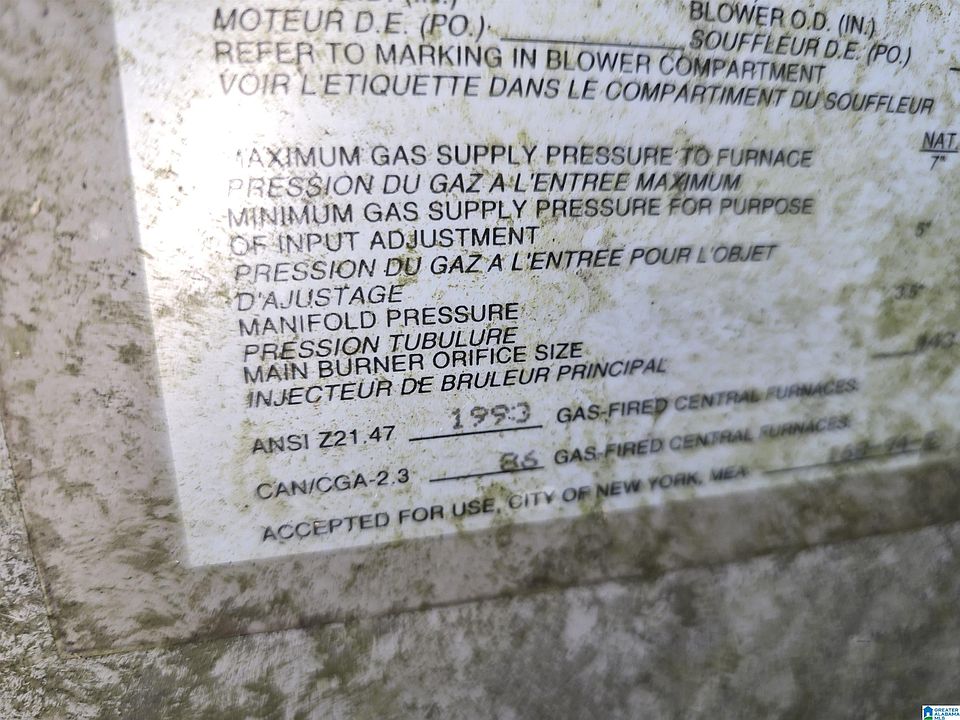 MOTEUR D.E. (PO.)
BLOWER O.D. (IN.)
SOUFFLEUR D.E. (PO.)
REFER TO MARKING IN BLOWER COMPARTMENT
VOIR L'ETIQUETTE DANS LE COMPARTIMENT DU SOUFFLEUR
NAT.
MAXIMUM GAS SUPPLY PRESSURE TO FURNACE 7"
PRESSION DU GAZ A L'ENTREE MAXIMUM
MINIMUM GAS SUPPLY PRESSURE FOR PURPOSE
OF INPUT ADJUSTMENT 5"
PRESSION DU GAZ A L'ENTREE POUR L'OBJET
D'AJUSTAGE
MANIFOLD PRESSURE 3.5"
PRESSION TUBULURE
MAIN BURNER ORIFICE SIZE
INJECTEUR DE BRULEUR PRINCIPAL
ANSI Z21.47 1993 GAS-FIRED CENTRAL FURNACES.
CAN/CGA-2.3 86 GAS-FIRED CENTRAL FURNACES.
ACCEPTED FOR USE, CITY OF NEW YORK, MEA
GREATER
ALABAMA
MLS